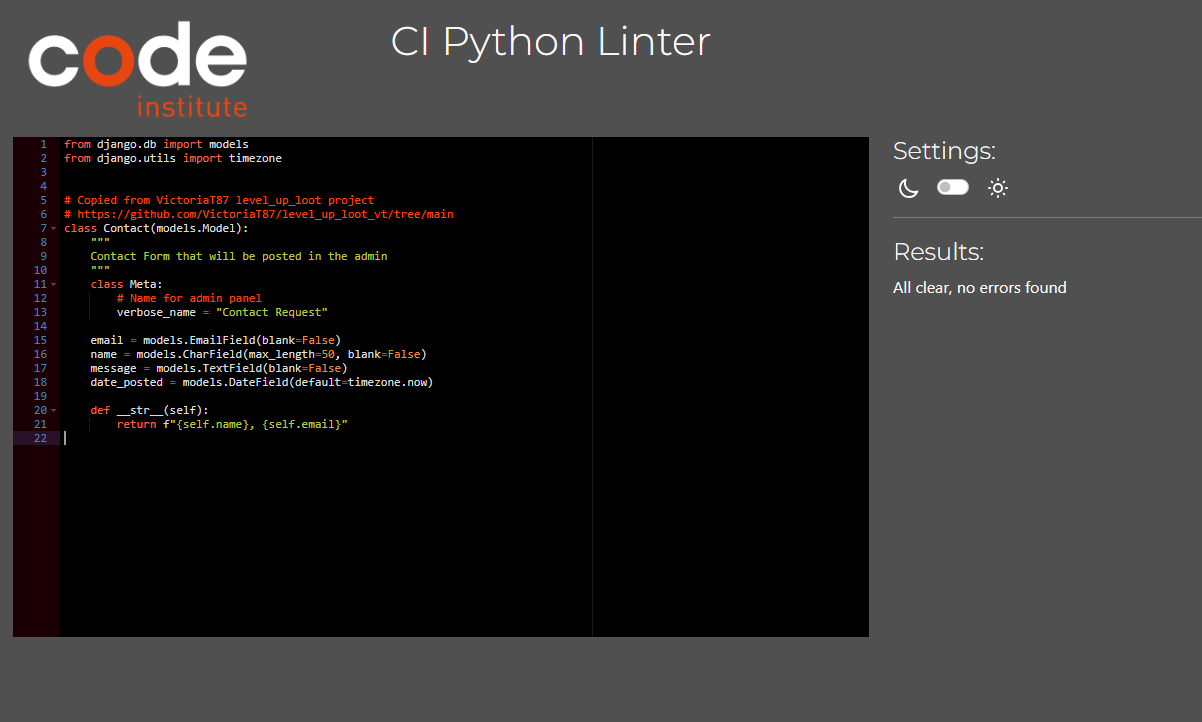 code
institute
CI Python Linter
1 from django.db import models
2 from django.utils import timezone
3
4
5 # Copied from VictoriaT87 level_up_loot project
6 # https://github.com/VictoriaT87/level_up_loot_vt/tree/main
7 class Contact(models.Model):
8     """
9     Contact Form that will be posted in the admin
10     """
11     class Meta:
12         # Name for admin panel
13         verbose_name = "Contact Request"
14
15     email = models.EmailField(blank=False)
16     name = models.CharField(max_length=50, blank=False)
17     message = models.TextField(blank=False)
18     date_posted = models.DateField(default=timezone.now)
19
20     def __str__(self):
21         return f"{self.name}, {self.email}"
22
Settings:
Results:
All clear, no errors found